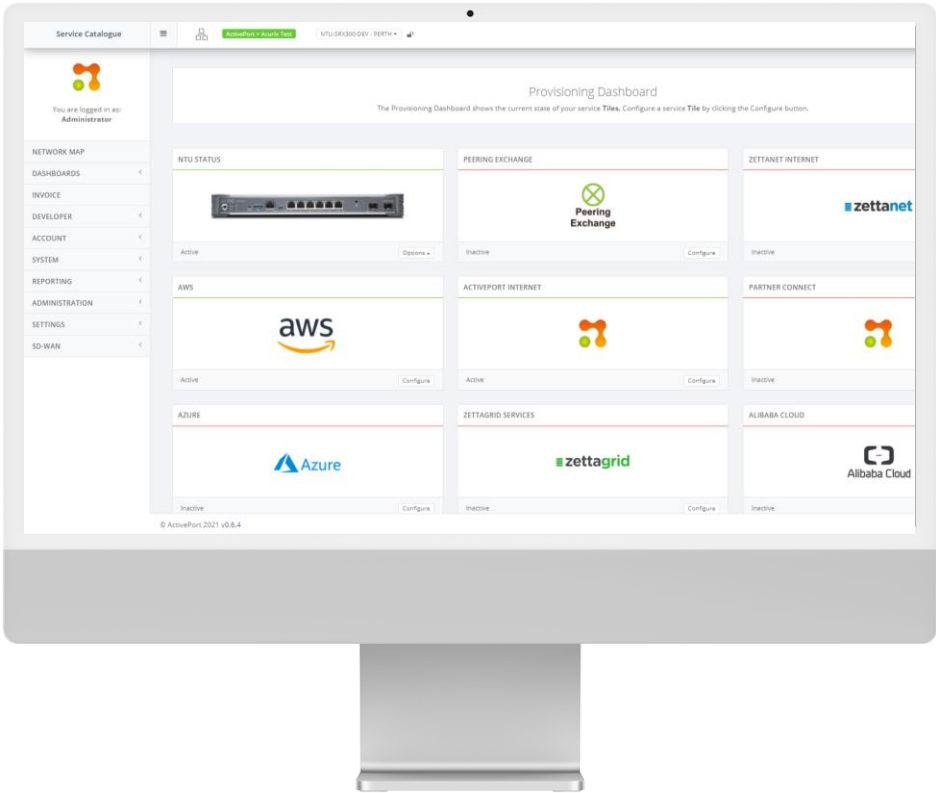 Service Catalogue
ActivePort > Acurix Test
NTU-SRX300-DEV - PERTH
You are logged in as:
Administrator
NETWORK MAP
DASHBOARDS
INVOICE
DEVELOPER
ACCOUNT
SYSTEM
REPORTING
ADMINISTRATION
SETTINGS
SD-WAN
Provisioning Dashboard
The Provisioning Dashboard shows the current state of your service Tiles. Configure a service Tile by clicking the Configure button.
NTU STATUS
Active
Options
PEERING EXCHANGE
Peering
Exchange
Inactive
Configure
ZETTANET INTERNET
zettanet
Inactive
AWS
aws
Active
Configure
ACTIVEPORT INTERNET
Active
Configure
PARTNER CONNECT
Inactive
AZURE
Azure
Inactive
Configure
ZETTAGRID SERVICES
zettagrid
Inactive
Configure
ALIBABA CLOUD
Alibaba Cloud
Inactive
© ActivePort 2021 v0.6.4